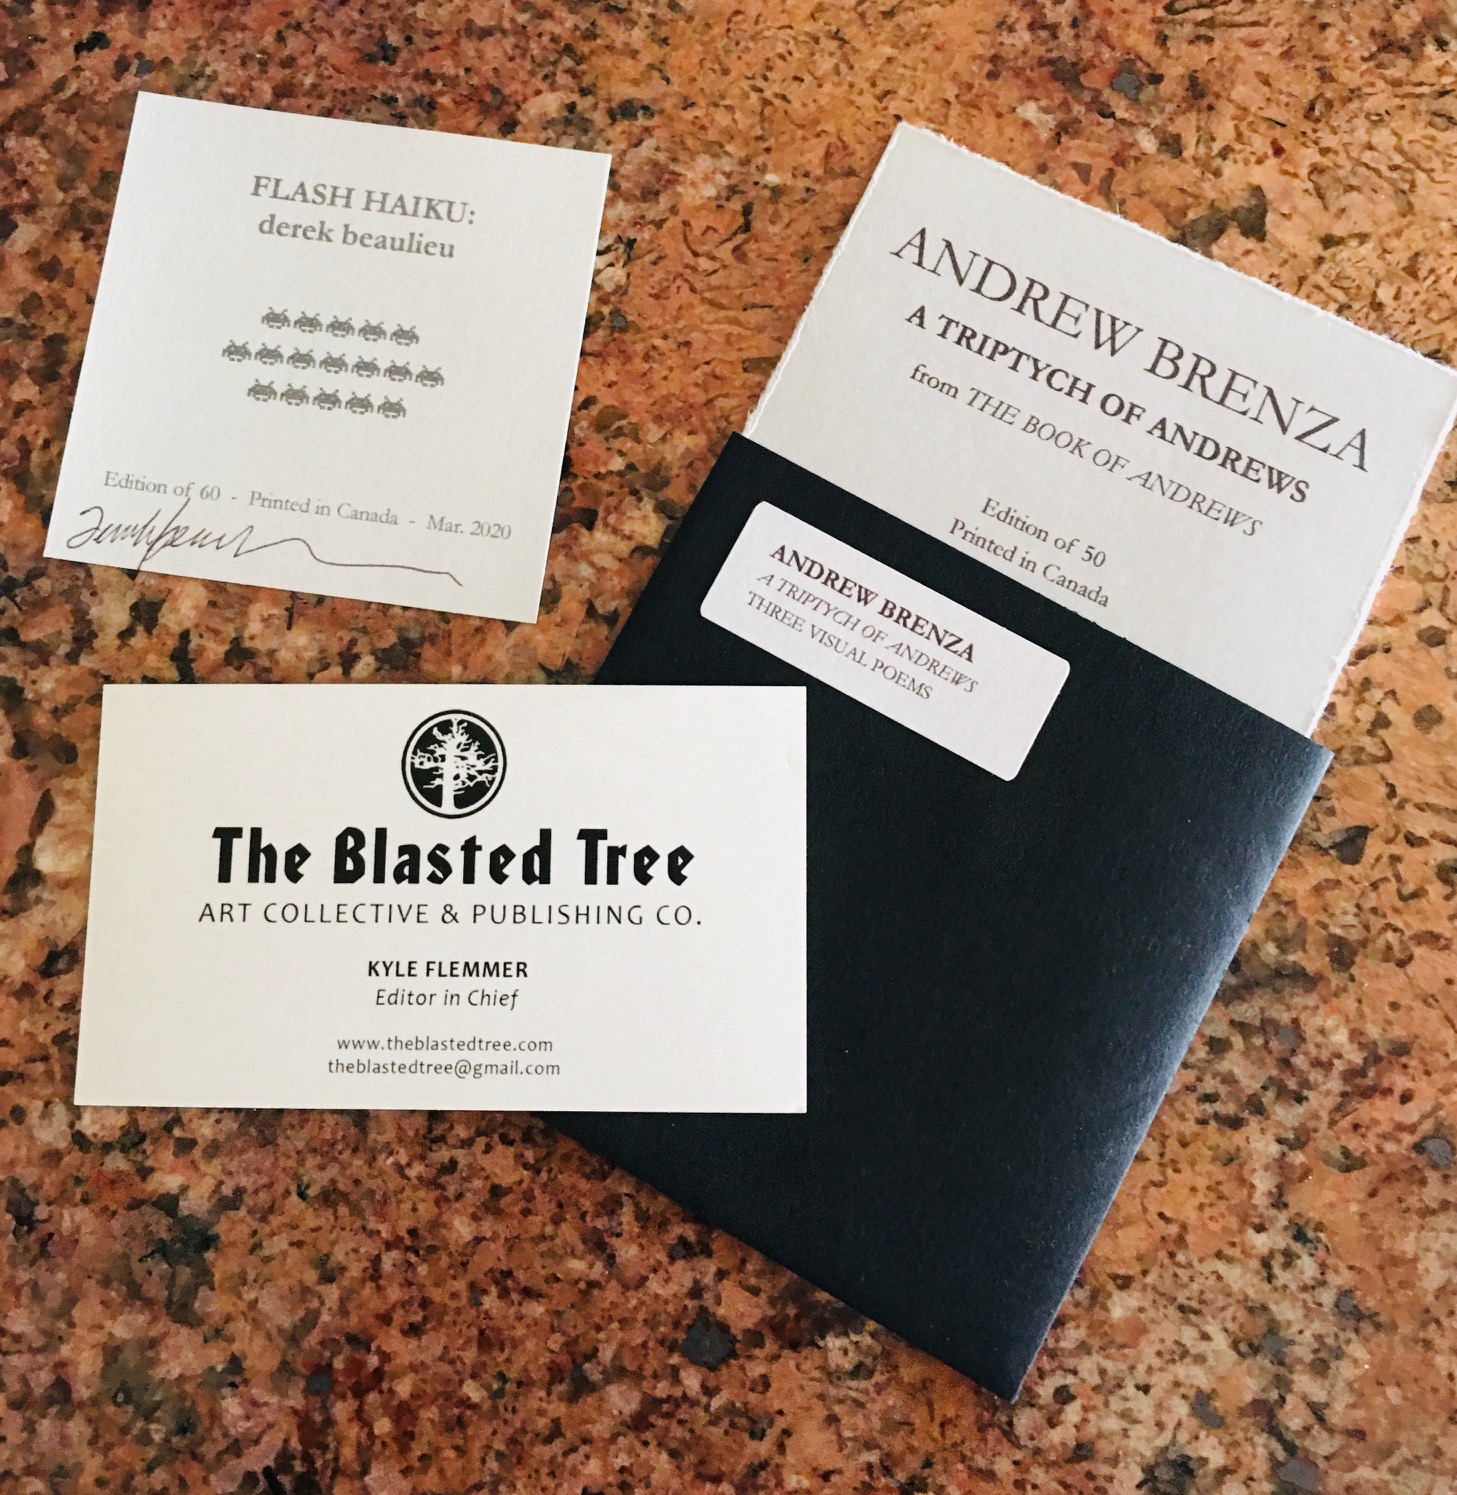 FLASH HAIKU:
derek beaulieu
Edition of 60 - Printed in Canada - Mar. 2020
ANDREW BRENZA
A TRIPTYCH OF ANDREWS
from THE BOOK OF ANDREWS
Edition of 50
Printed in Canada
ANDREW BRENZA
A TRIPTYCH OF ANDREWS
THREE VISUAL POEMS
The Blasted Tree
ART COLLECTIVE & PUBLISHING CO.
KYLE FLEMMER
Editor in Chief
www.theblastedtree.com
theblastedtree@gmail.com